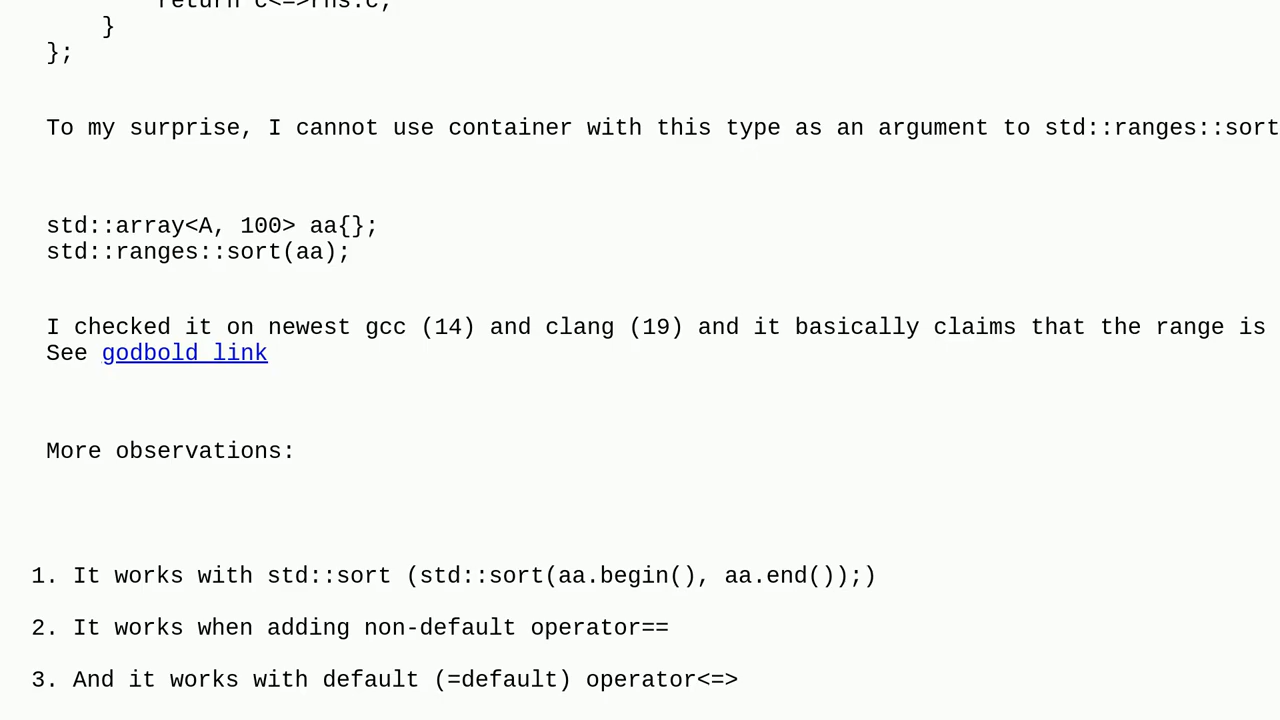 return c<=>rhs.c;
}
};
To my surprise, I cannot use container with this type as an argument to std::ranges::sort
std::array<A, 100> aa{};
std::ranges::sort(aa);
I checked it on newest gcc (14) and clang (19) and it basically claims that the range is
See godbold link
More observations:
1. It works with std::sort (std::sort(aa.begin(), aa.end());)
2. It works when adding non-default operator==
3. And it works with default (=default) operator<=>